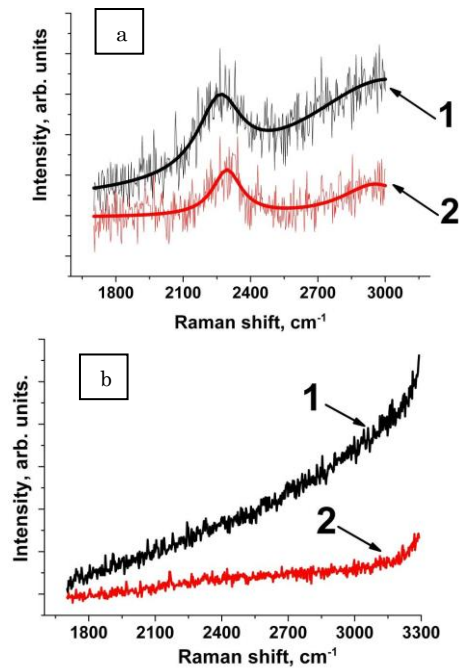 a
Intensity, arb. units
1
2
1800 2100 2400 2700 3000
Raman shift, cm-1
b
Intensity, arb. units.
1
2
1800 2100 2400 2700 3000 3300
Raman shift, cm-1